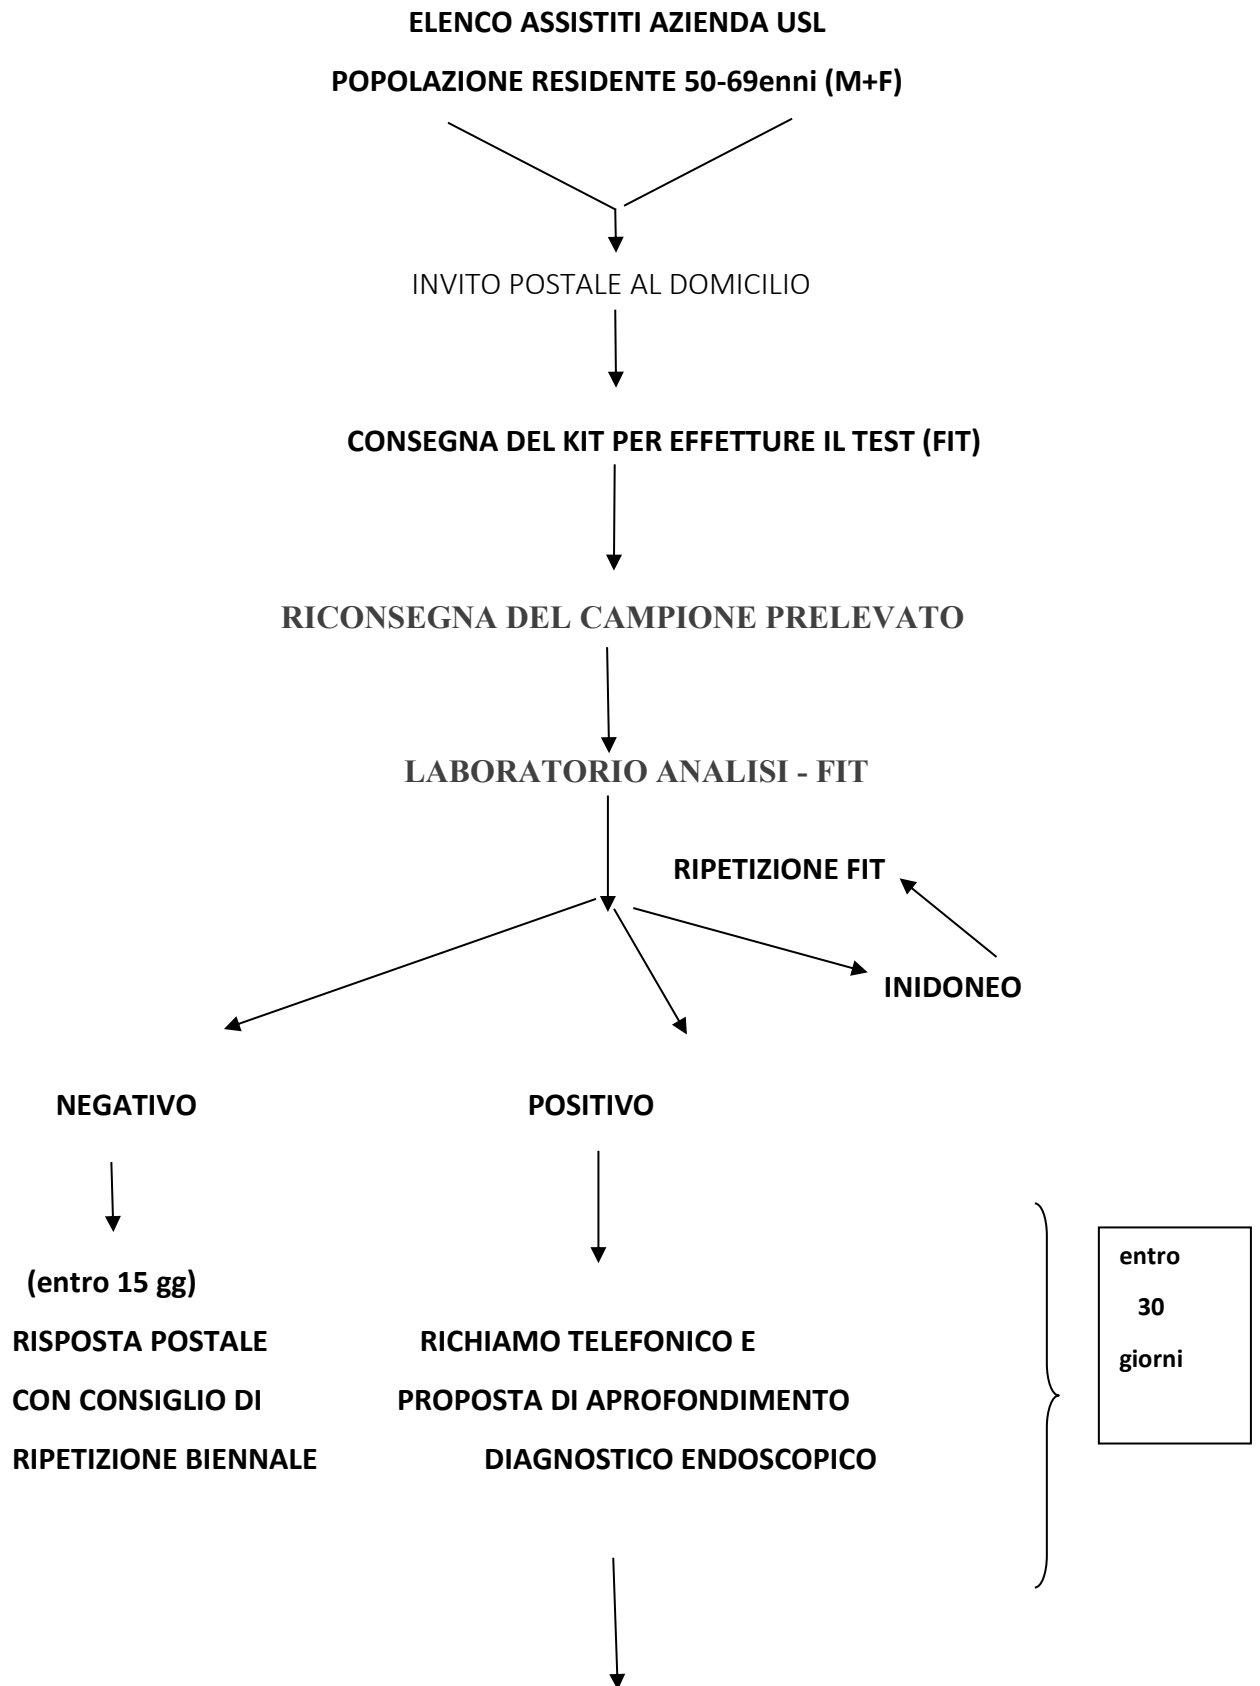 ELENCO ASSISTITI AZIENDA USL
POPOLAZIONE RESIDENTE 50-69enni (M+F)
INVITO POSTALE AL DOMICILIO
CONSEGNA DEL KIT PER EFFETTURE IL TEST (FIT)
RICONSEGNA DEL CAMPIONE PRELEVATO
LABORATORIO ANALISI - FIT
RIPETIZIONE FIT
INIDONEO
NEGATIVO
(entro 15 gg)
RISPOSTA POSTALE
CON CONSIGLIO DI
RIPETIZIONE BIENNALE
POSITIVO
RICHIAMO TELEFONICO E
PROPOSTA DI APROFONDIMENTO
DIAGNOSTICO ENDOSCOPICO
entro
30
giorni